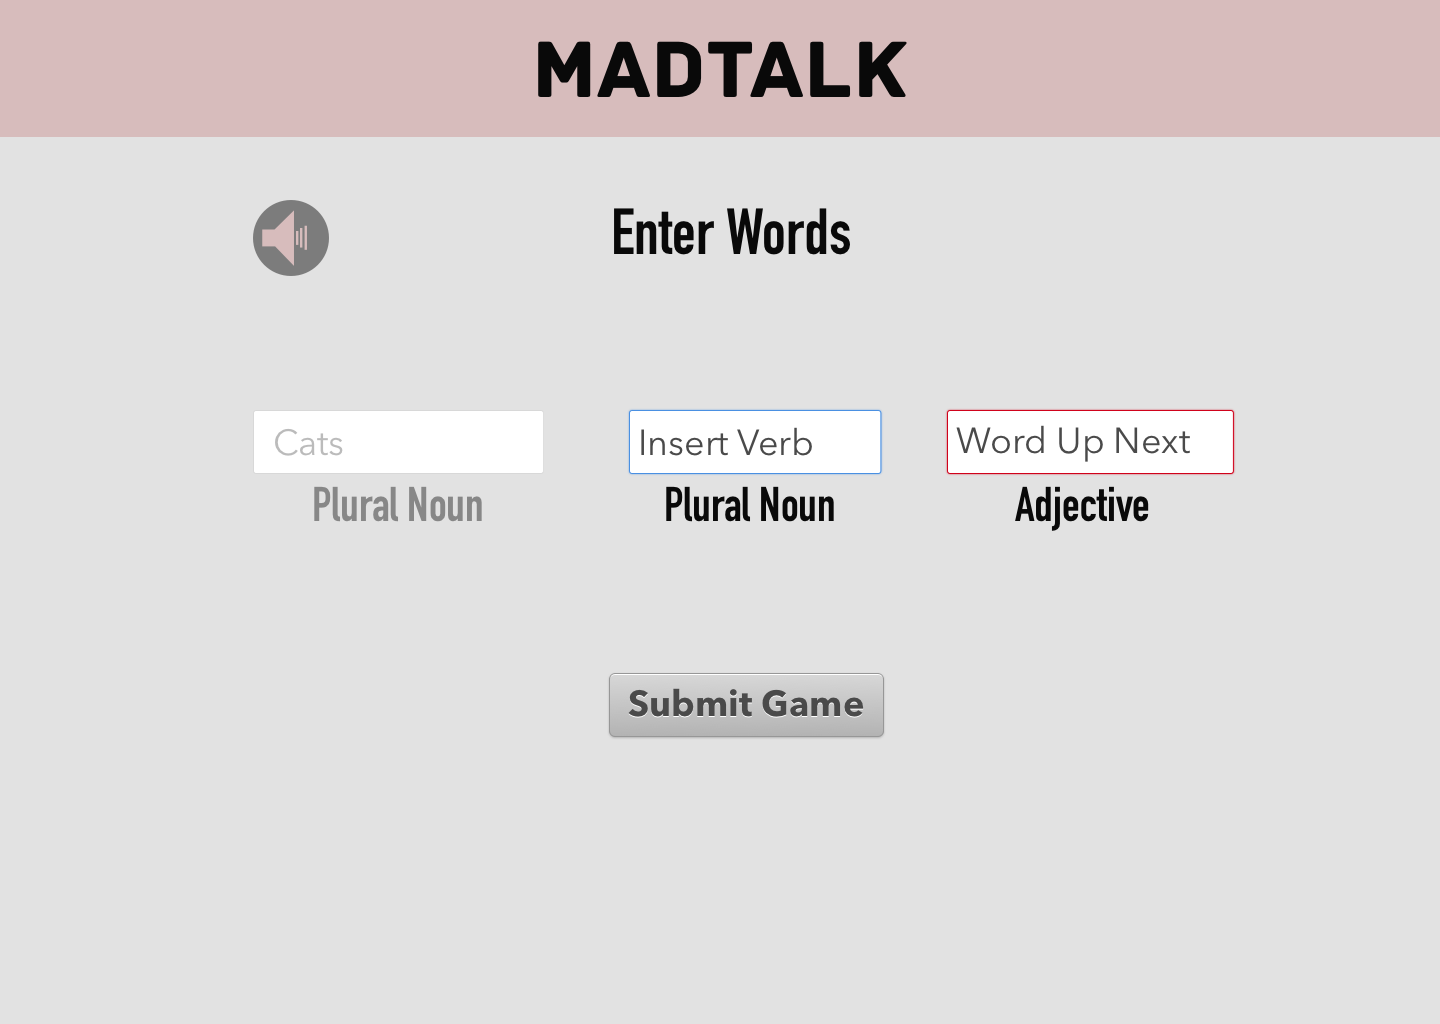 MADTALK
Enter Words
Cats
Insert Verb
Word Up Next
Plural Noun
Plural Noun
Adjective
Submit Game